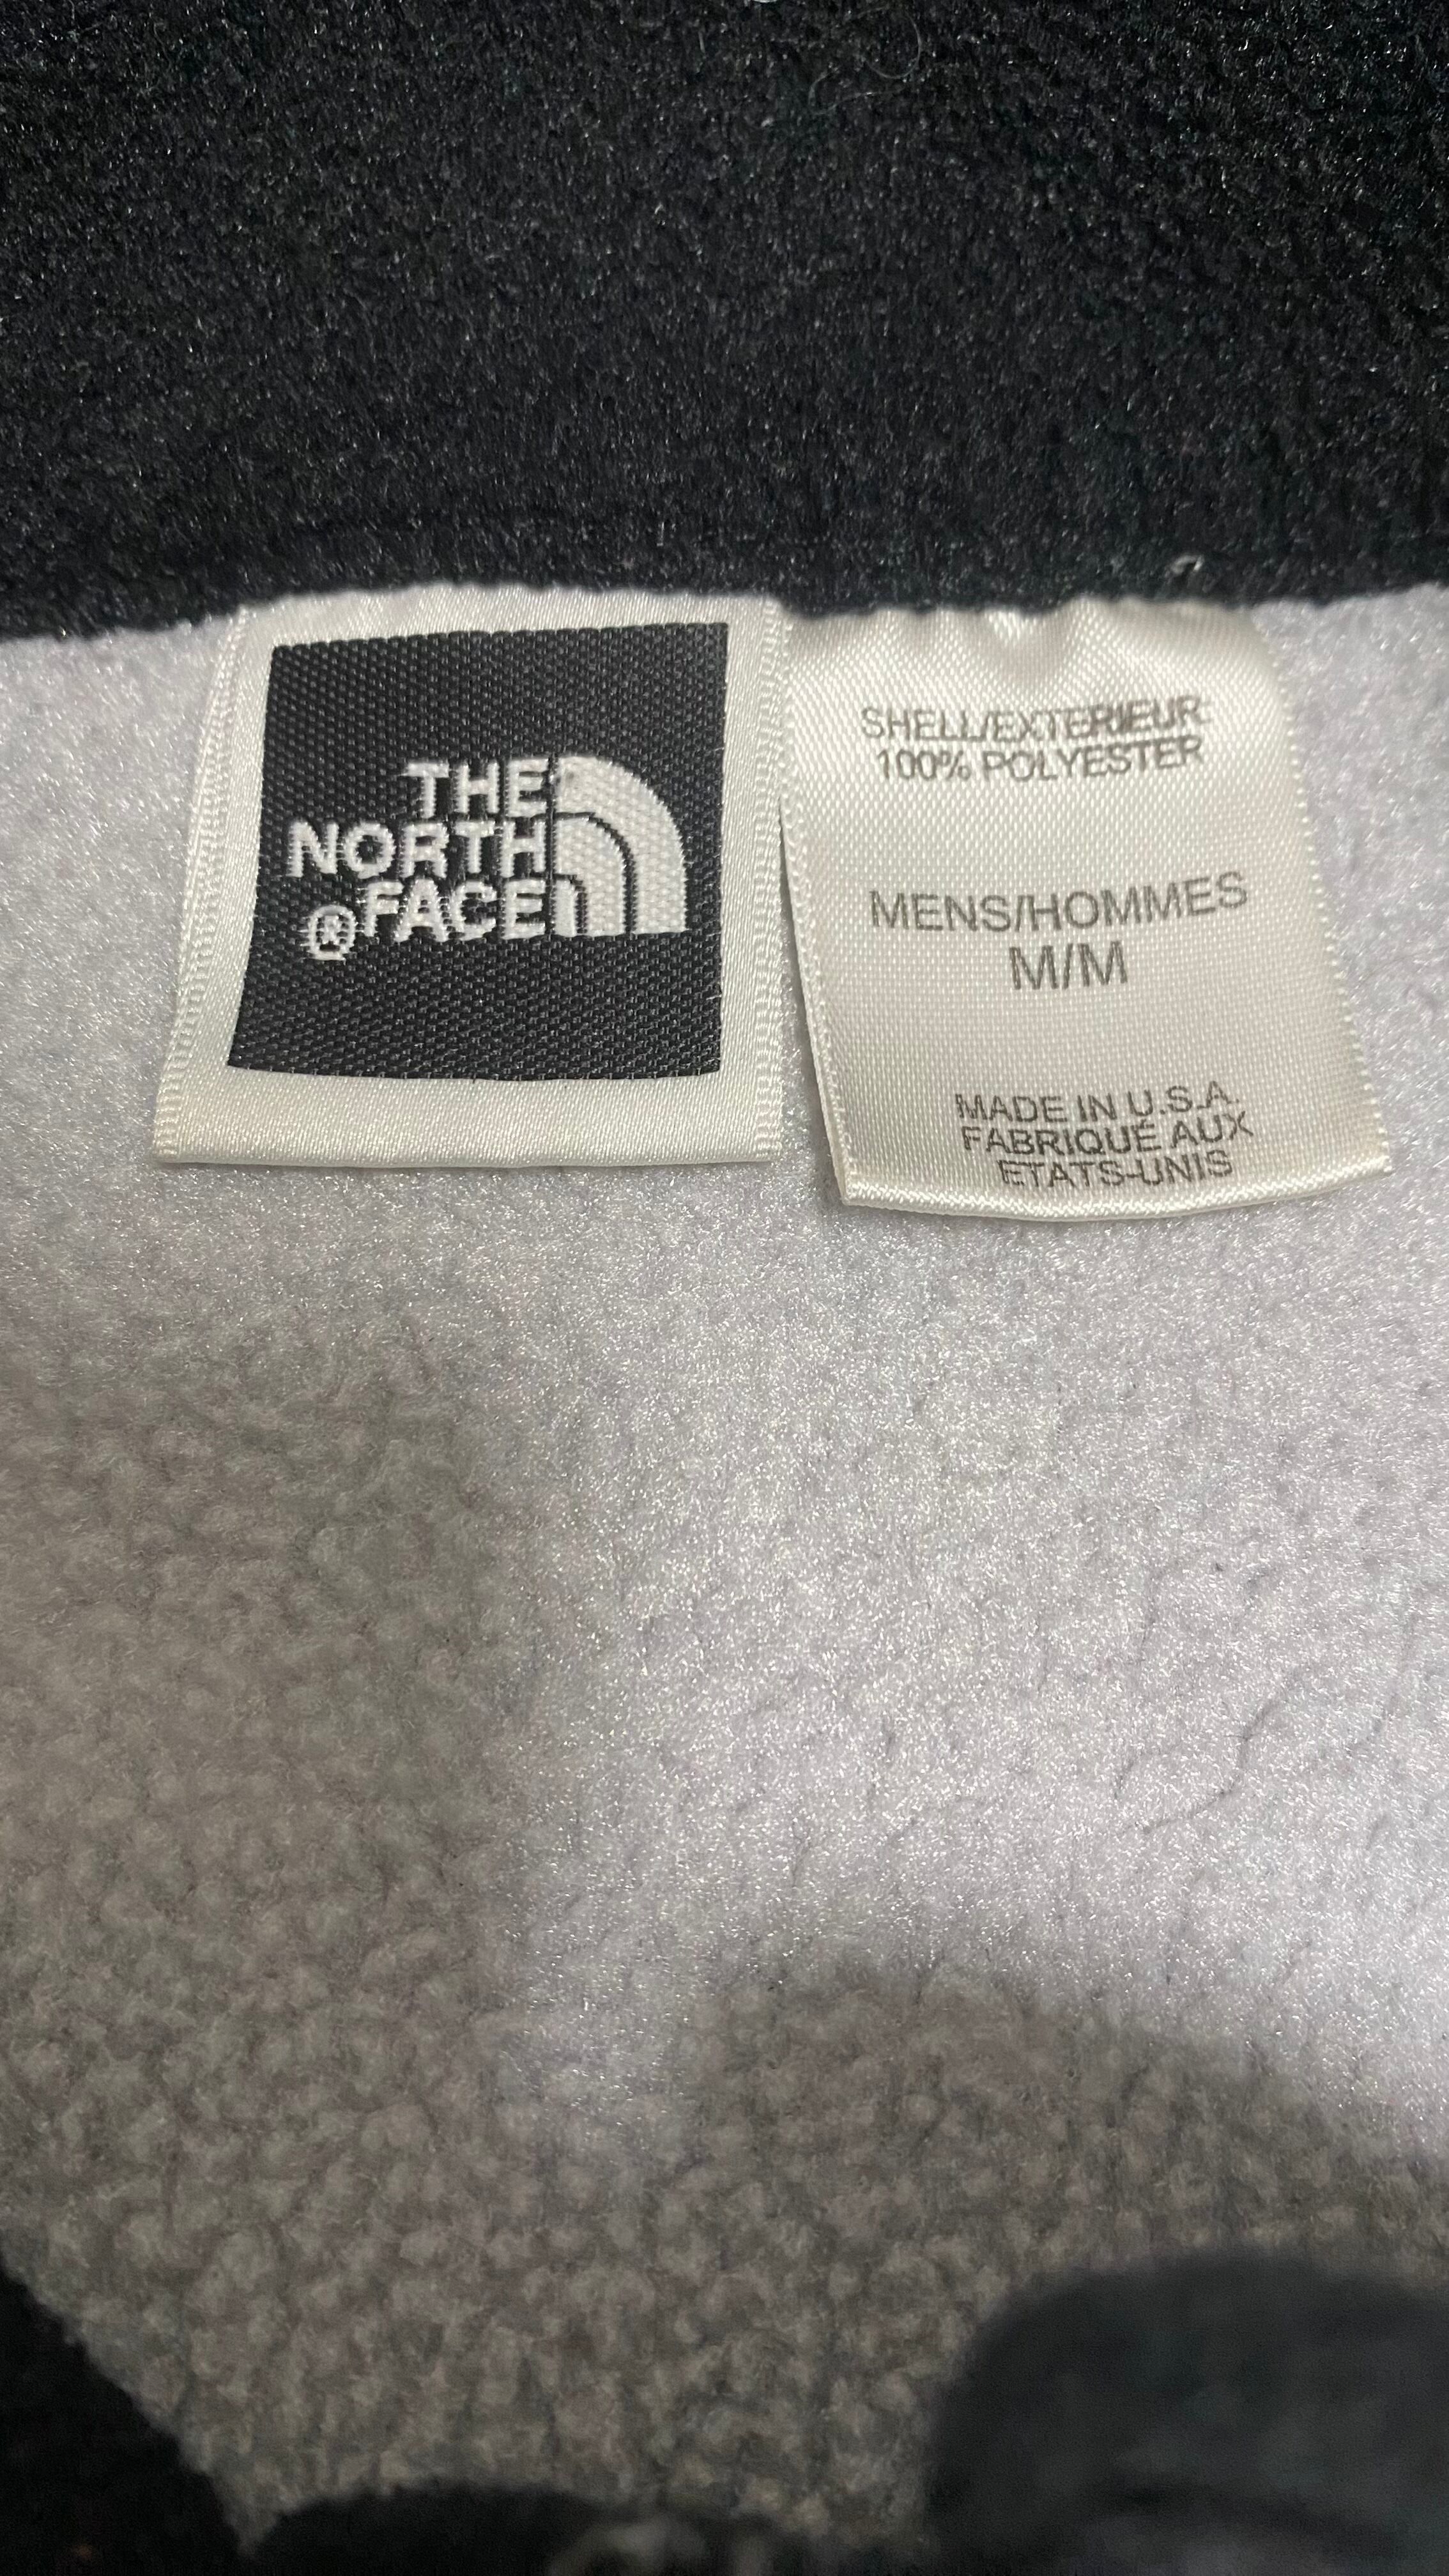 THE
NORTH
®FACE
SHELL/EXTERIEUR
100% POLYESTER
MENS/HOMMES
M/M
MADE IN U.S.A.
FABRIQUÉ AUX
ETATS-UNIS